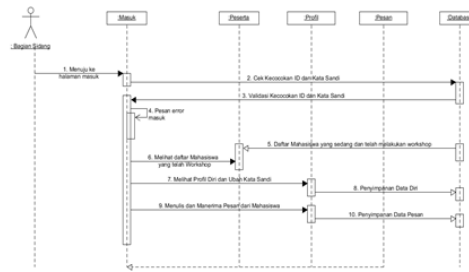 :Masuk
:Peserta
:Profil
:Pesan
:Database
: Bagian Sidang
1. Menuju ke
halaman masuk
2. Cek Kecocokan ID dan Kata Sandi
3. Validasi Kecocokan ID dan Kata Sandi
4. Pesan error
masuk
5. Daftar Mahasiswa yang sedang dan telah melakukan workshop
6. Melihat daftar Mahasiswa
yang telah Workshop
7. Melihat Profil Diri dan Ubah Kata Sandi
8. Penyimpanan Data Diri
9. Menulis dan Menerima Pesan dari Mahasiswa
10. Penyimpanan Data Pesan